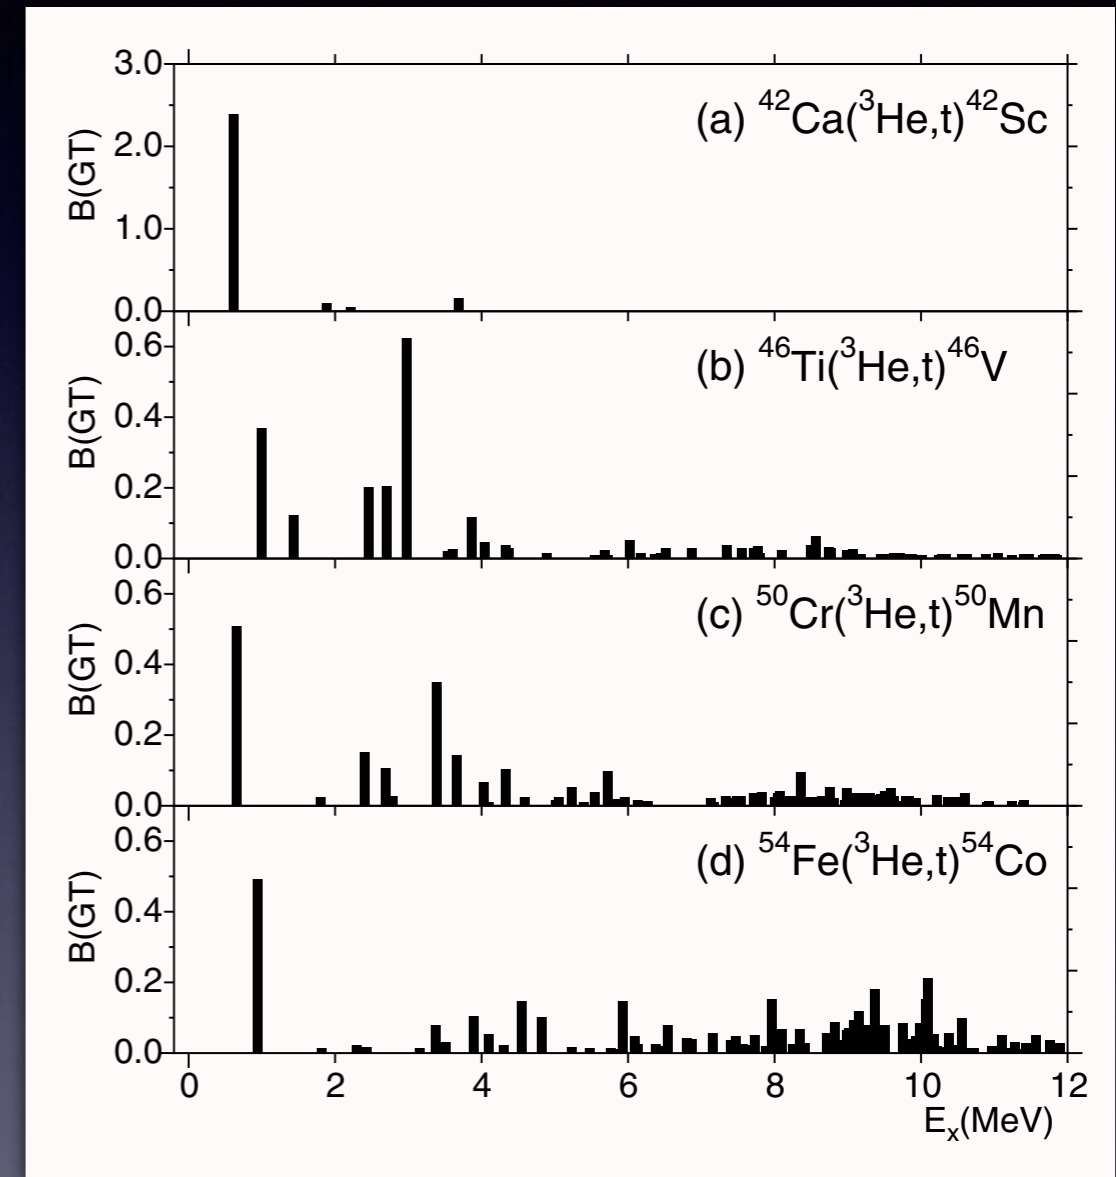 3.0
2.0
1.0
0.0
B(GT)
(a) ⁴²Ca(³He,t)⁴²Sc
0.6
0.4
0.2
0.0
B(GT)
(b) ⁴⁶Ti(³He,t)⁴⁶V
0.6
0.4
0.2
0.0
B(GT)
(c) ⁵⁰Cr(³He,t)⁵⁰Mn
0.6
0.4
0.2
0.0
B(GT)
(d) ⁵⁴Fe(³He,t)⁵⁴Co
0 2 4 6 8 10 12
Eₓ(MeV)